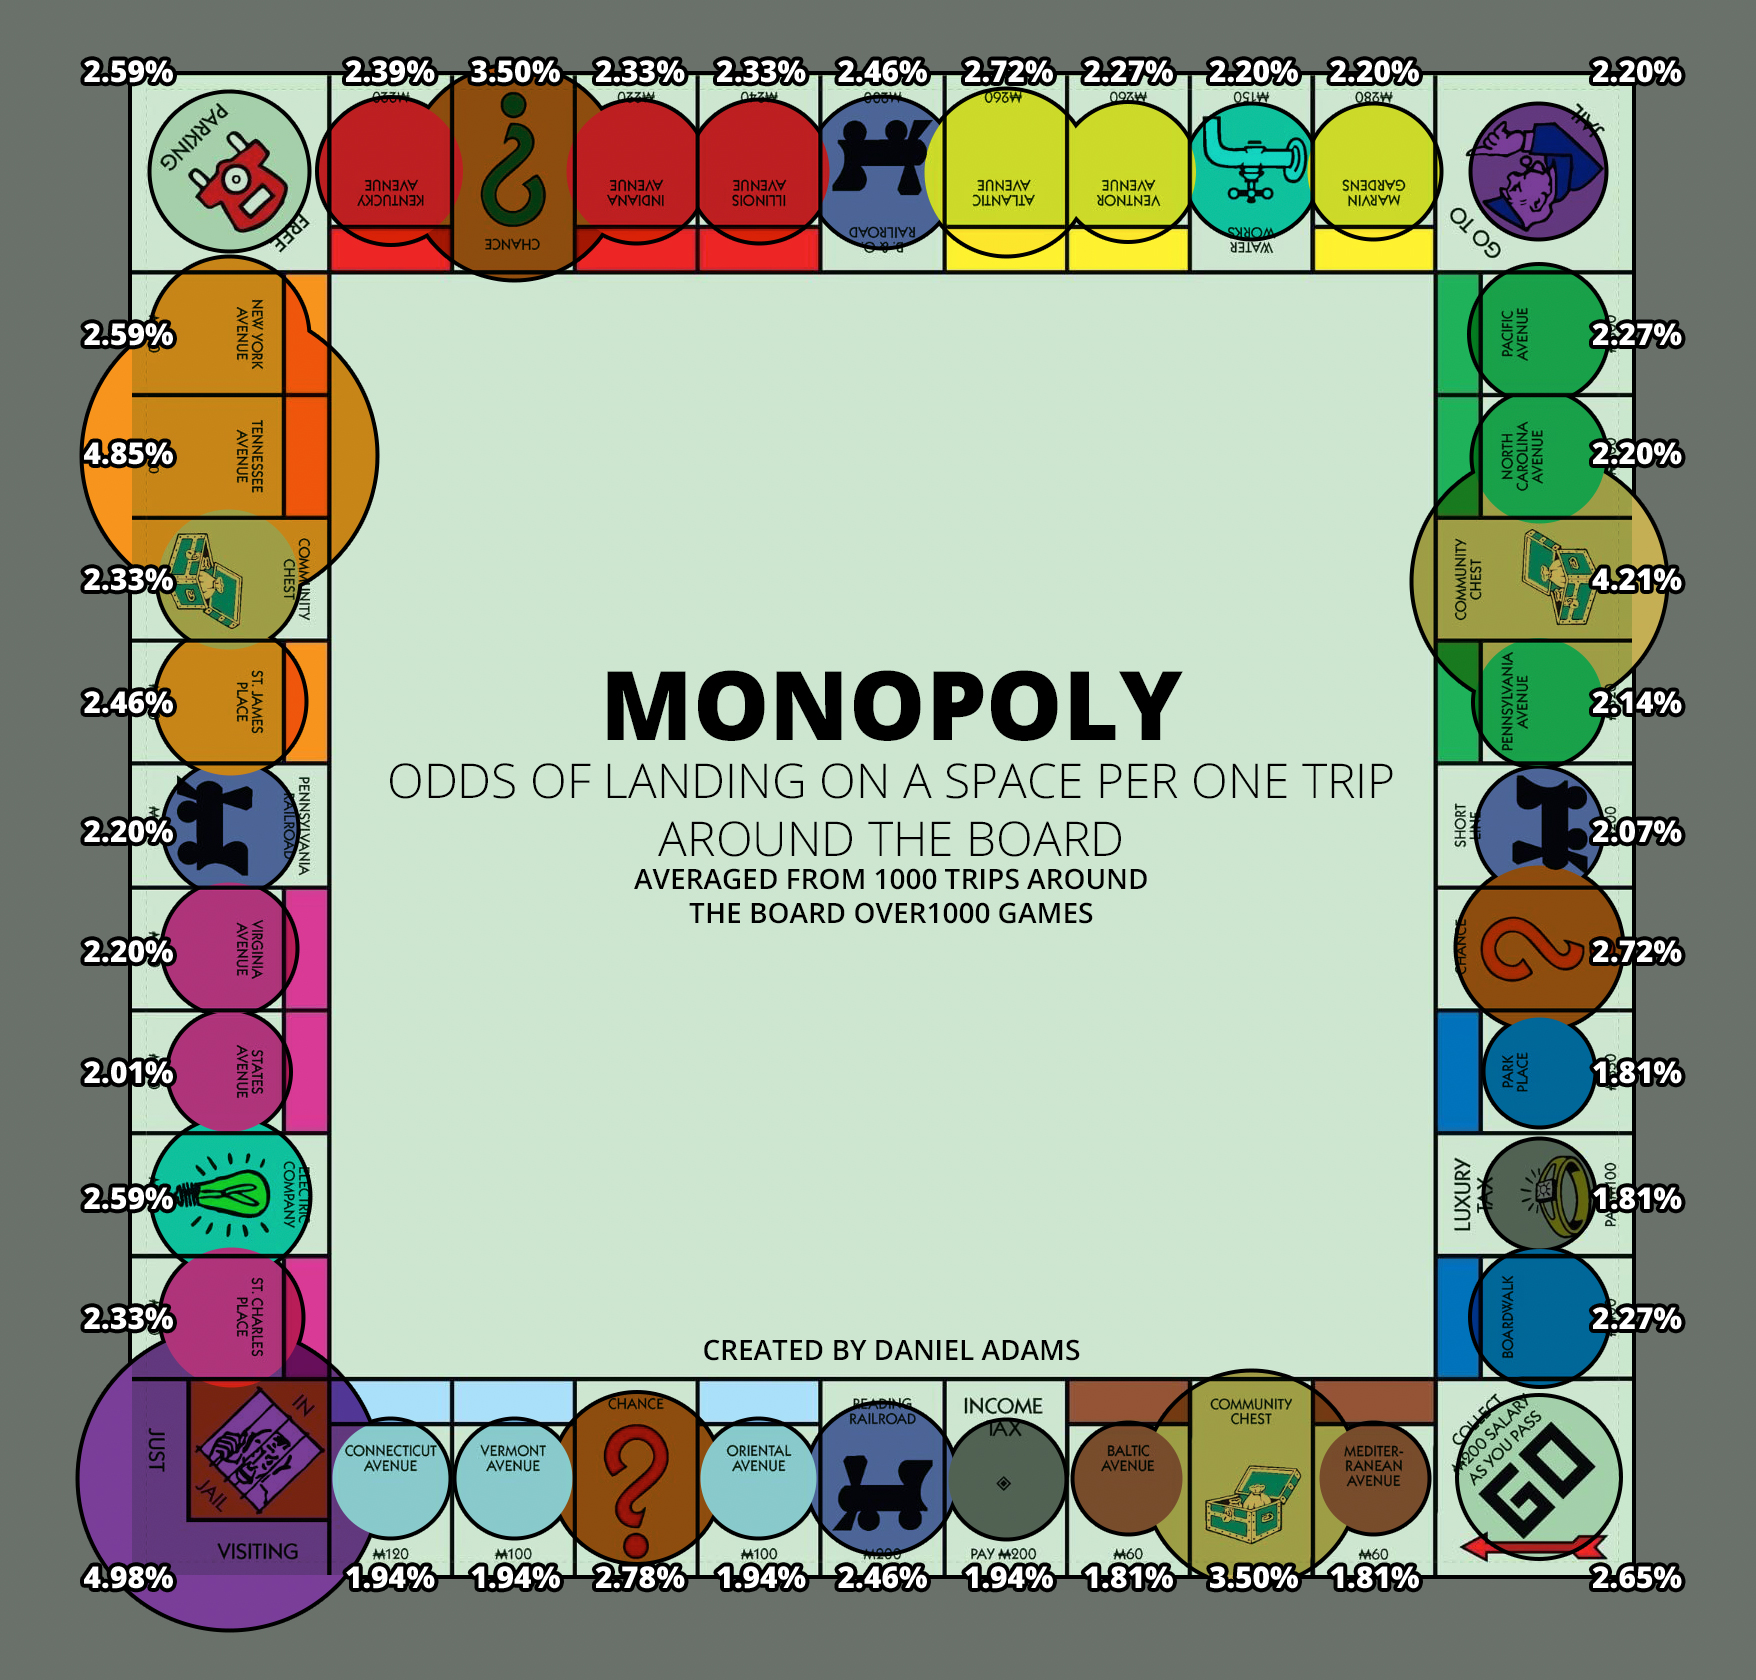 2.59%
2.39%
3.50%
2.33%
2.33%
2.46%
2.72%
2.27%
2.20%
2.20%
2.20%
FREE
PARKING
KENTUCKY
AVENUE
CHANCE
₩220
INDIANA
AVENUE
₩240
ILLINOIS
AVENUE
B. & O.
RAILROAD
₩260
ATLANTIC
AVENUE
₩260
VENTNOR
AVENUE
₩150
WATER
WORKS
₩280
MARVIN
GARDENS
GO TO
JAIL
2.59%
NEW YORK
AVENUE
4.85%
TENNESSEE
AVENUE
2.33%
COMMUNITY
CHEST
2.46%
ST. JAMES
PLACE
2.20%
PENNSYLVANIA
RAILROAD
2.20%
VIRGINIA
AVENUE
2.01%
STATES
AVENUE
2.59%
ELECTRIC
COMPANY
2.33%
ST. CHARLES
PLACE
MONOPOLY
ODDS OF LANDING ON A SPACE PER ONE TRIP
AROUND THE BOARD
AVERAGED FROM 1000 TRIPS AROUND
THE BOARD OVER1000 GAMES
CREATED BY DANIEL ADAMS
PACIFIC
AVENUE
2.27%
NORTH
CAROLINA
AVENUE
2.20%
COMMUNITY
CHEST
4.21%
PENNSYLVANIA
AVENUE
2.14%
SHORT
LINE
2.07%
CHANCE
2.72%
PARK
PLACE
1.81%
LUXURY
TAX
1.81%
BOARDWALK
2.27%
JUST
VISITING
IN
JAIL
CONNECTICUT
AVENUE
₩120
VERMONT
AVENUE
₩100
CHANCE
ORIENTAL
AVENUE
₩100
READING
RAILROAD
₩200
INCOME
TAX
PAY ₩200
BALTIC
AVENUE
₩60
COMMUNITY
CHEST
MEDITER-
RANEAN
AVENUE
₩60
COLLECT
₩200 SALARY
AS YOU PASS
GO
4.98%
1.94%
1.94%
2.78%
1.94%
2.46%
1.94%
1.81%
3.50%
1.81%
2.65%